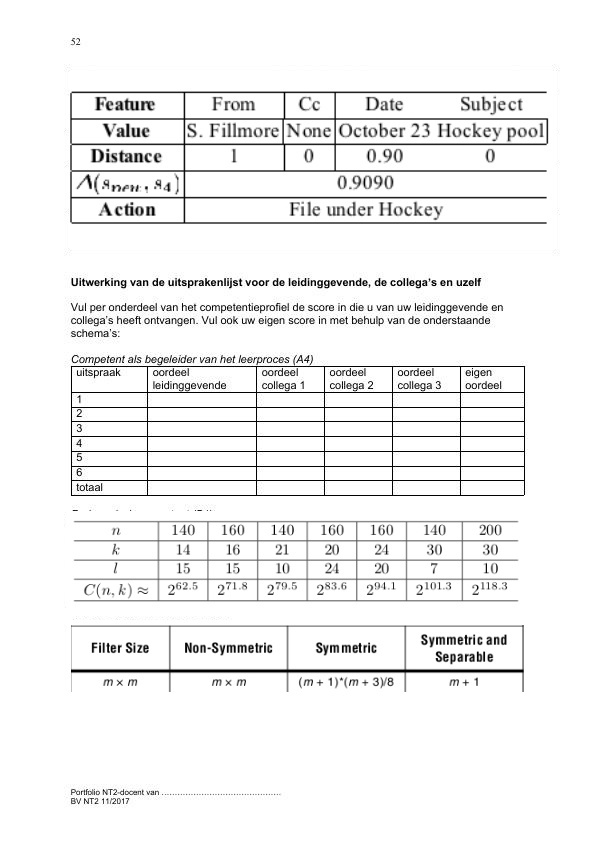 52
Feature From Cc Date Subject
Value S. Fillmore None October 23 Hockey pool
Distance 1 0 0.90 0
0.9090
Action File under Hockey
Uitwerking van de uitsprakenlijst voor de leidinggevende, de collega's en uzelf
Vul per onderdeel van het competentieprofiel de score in die u van uw leidinggevende en
collega's heeft ontvangen. Vul ook uw eigen score in met behulp van de onderstaande
schema's:
Competent als begeleider van het leerproces (A4)
uitspraak oordeel leidinggevende oordeel collega 1 oordeel collega 2 oordeel collega 3 eigen oordeel
1
2
3
4
5
6
totaal
n 140 160 140 160 160 140 200
k 14 16 21 20 24 30 30
l 15 15 10 24 20 7 10
C(n, k) ≈ 2^62.5 2^71.8 2^79.5 2^83.6 2^94.1 2^101.3 2^118.3
Filter Size Non-Symmetric Symmetric Symmetric and Separable
m × m m × m (m + 1)*(m + 3)/8 m + 1
Portfolio NT2-docent van ................................................
BV NT2 11/2017